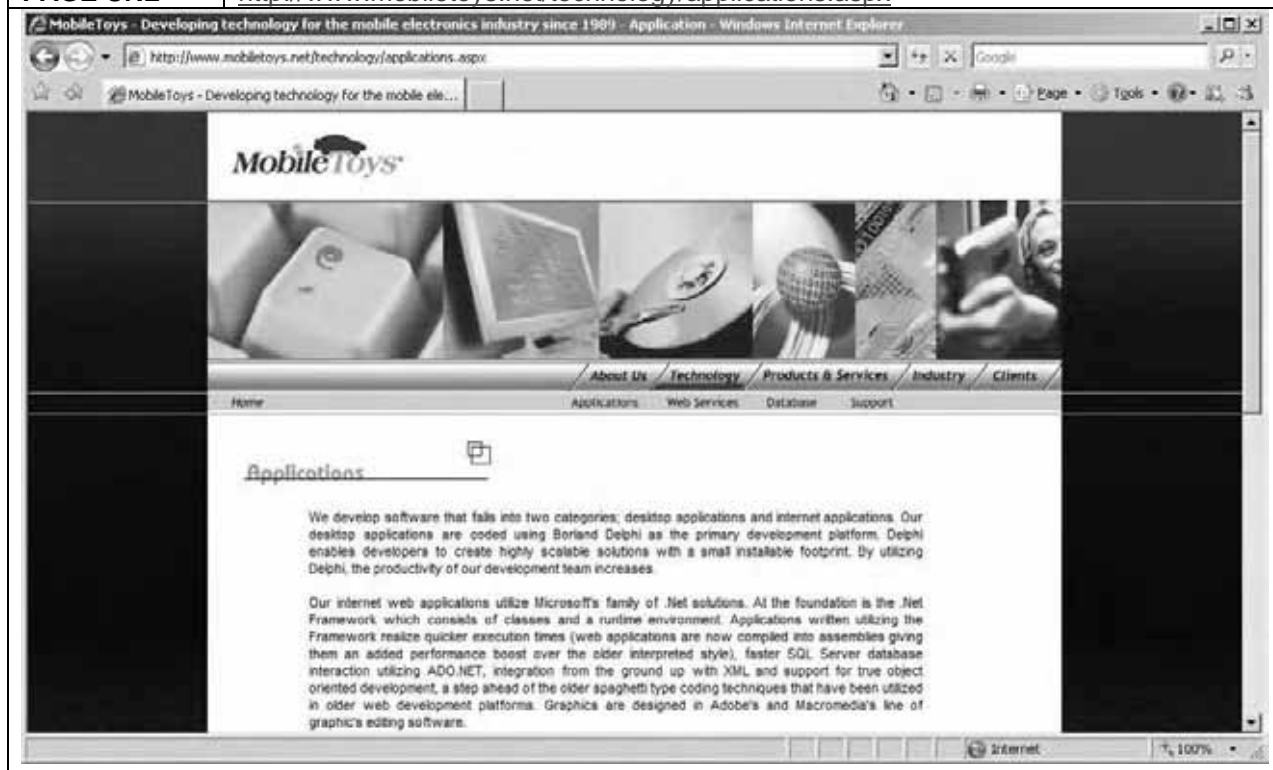 PAGE URL http://www.mobiletoys.net/technology/applications.aspx
MobileToys - Developing technology for the mobile electronics industry since 1989 - Application - Windows Internet Explorer
http://www.mobiletoys.net/technology/applications.aspx
Google
MobileToys - Developing technology for the mobile ele...
Page
Tools
MobileToys
About Us
Technology
Products & Services
Industry
Clients
Home
Applications
Web Services
Database
Support
Applications
We develop software that falls into two categories; desktop applications and internet applications. Our
desktop applications are coded using Borland Delphi as the primary development platform. Delphi
enables developers to create highly scalable solutions with a small installable footprint. By utilizing
Delphi, the productivity of our development team increases.
Our internet web applications utilize Microsoft's family of .Net solutions. At the foundation is the .Net
Framework which consists of classes and a runtime environment. Applications written utilizing the
Framework realize quicker execution times (web applications are now compiled into assemblies giving
them an added performance boost over the older interpreted style), faster SQL Server database
interaction utilizing ADO.NET, integration from the ground up with XML and support for true object
oriented development, a step ahead of the older spaghetti type coding techniques that have been utilized
in older web development platforms. Graphics are designed in Adobe's and Macromedia's line of
graphic's editing software.
Internet
100%